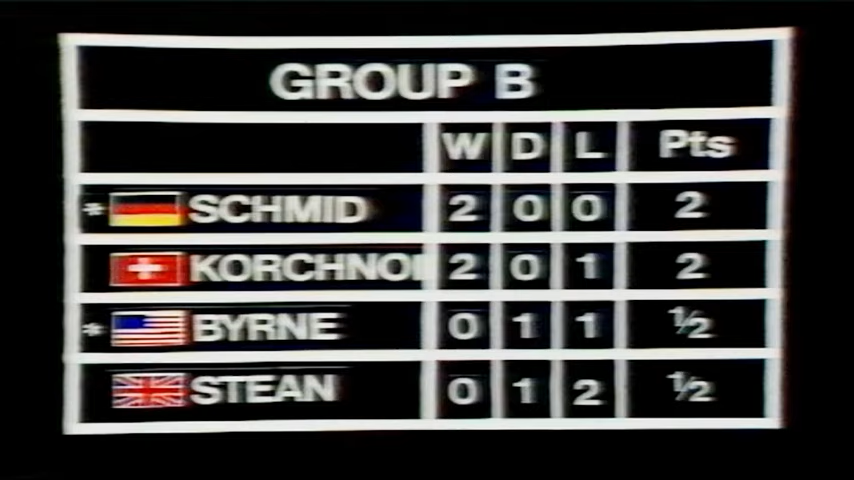 GROUP B
W D L Pts
* SCHMID 2 0 0 2
KORCHNOI 2 0 1 2
* BYRNE 0 1 1 ½
STEAN 0 1 2 ½